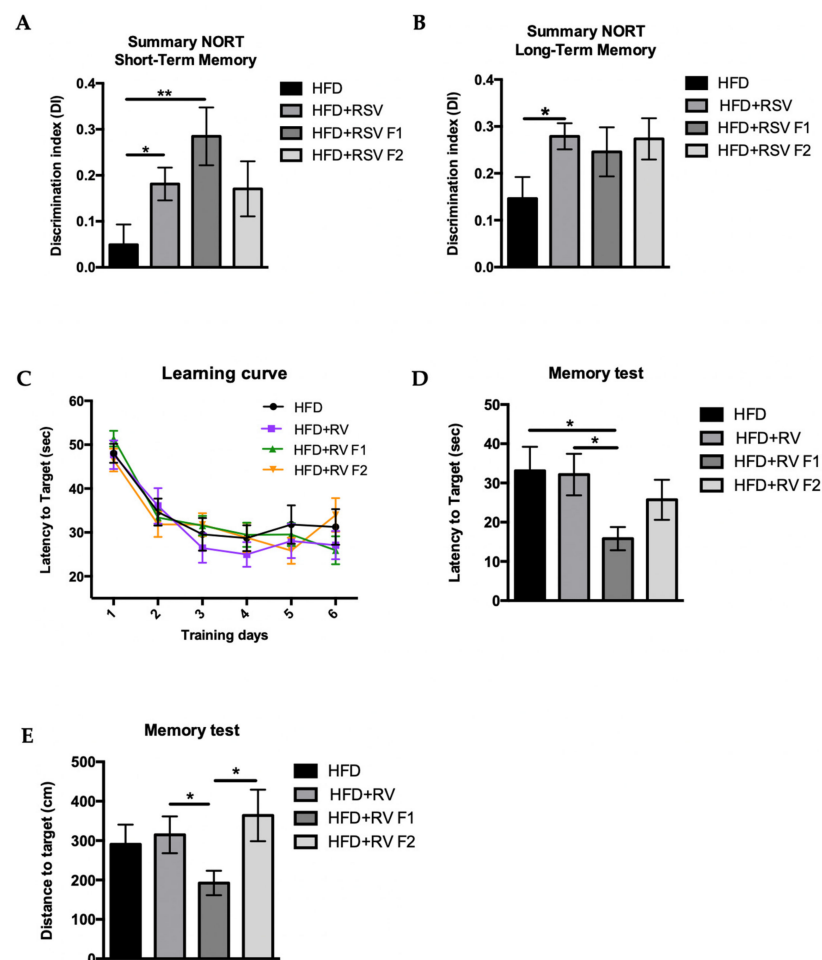 A
Summary NORT
Short-Term Memory
Discrimination index (DI)
0.4
0.3
0.2
0.1
0.0
**
*
HFD
HFD+RSV
HFD+RSV F1
HFD+RSV F2
B
Summary NORT
Long-Term Memory
Discrimination index (DI)
0.4
0.3
0.2
0.1
0.0
*
HFD
HFD+RSV
HFD+RSV F1
HFD+RSV F2
C
Learning curve
Latency to Target (sec)
60
50
40
30
20
1
2
3
4
5
6
Training days
HFD
HFD+RV
HFD+RV F1
HFD+RV F2
D
Memory test
Latency to Target (sec)
50
40
30
20
10
0
*
*
HFD
HFD+RV
HFD+RV F1
HFD+RV F2
E
Memory test
Distance to target (cm)
500
400
300
200
100
0
*
*
HFD
HFD+RV
HFD+RV F1
HFD+RV F2